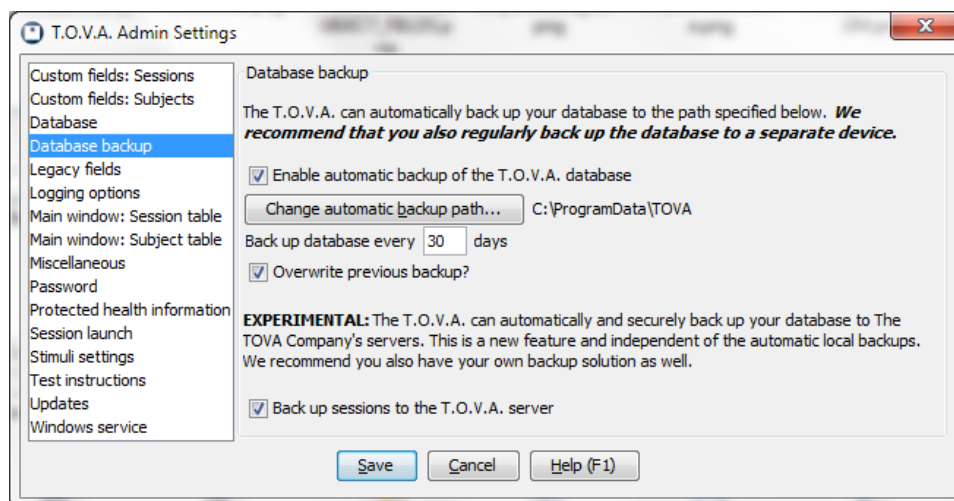 T.O.V.A. Admin Settings
Custom fields: Sessions
Custom fields: Subjects
Database
Database backup
Legacy fields
Logging options
Main window: Session table
Main window: Subject table
Miscellaneous
Password
Protected health information
Session launch
Stimuli settings
Test instructions
Updates
Windows service
Database backup
The T.O.V.A. can automatically back up your database to the path specified below. We
recommend that you also regularly back up the database to a separate device.
Enable automatic backup of the T.O.V.A. database
Change automatic backup path... C:\ProgramData\TOVA
Back up database every 30 days
Overwrite previous backup?
EXPERIMENTAL: The T.O.V.A. can automatically and securely back up your database to The
TOVA Company's servers. This is a new feature and independent of the automatic local backups.
We recommend you also have your own backup solution as well.
Back up sessions to the T.O.V.A. server
Save Cancel Help (F1)